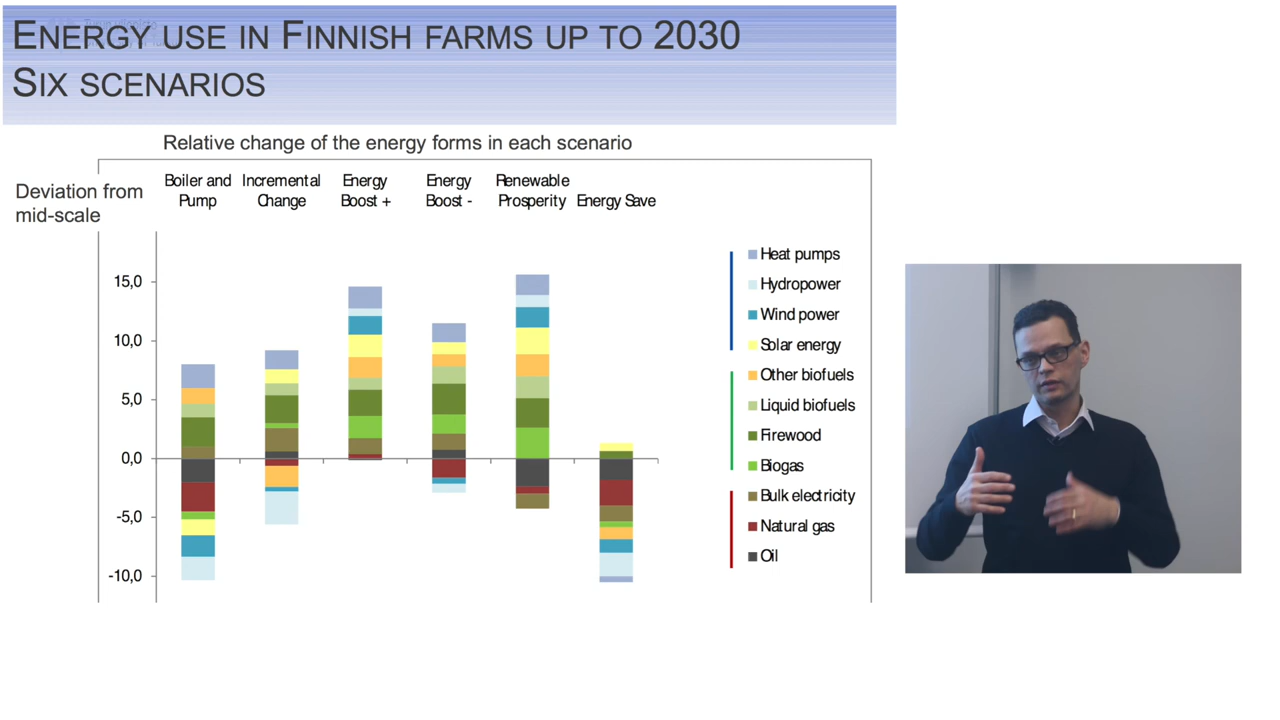 ENERGY USE IN FINNISH FARMS UP TO 2030
SIX SCENARIOS
Relative change of the energy forms in each scenario
Deviation from
mid-scale
Boiler and
Pump
Incremental
Change
Energy
Boost +
Energy
Boost -
Renewable
Prosperity
Energy Save
15,0
10,0
5,0
0,0
-5,0
-10,0
Heat pumps
Hydropower
Wind power
Solar energy
Other biofuels
Liquid biofuels
Firewood
Biogas
Bulk electricity
Natural gas
Oil